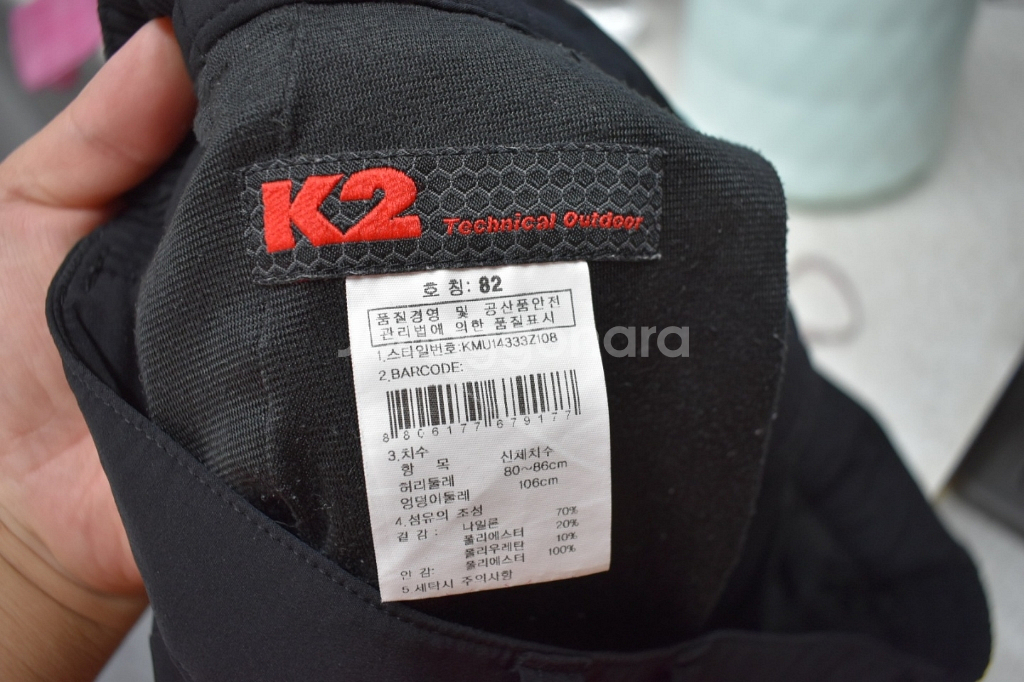 K2 Technical Outdoor
호 칭: 82
품질경영 및 공산품안전
관리법에 의한 품질표시
1.스타일번호:KMU14333Z108
2.BARCODE:
8 806177 679177
3.치수
항 목 신체치수
허리둘레 80~86cm
엉덩이둘레 106cm
4.섬유의 조성
겉 감 : 나일론 70%
폴리에스터 20%
폴리우레탄 10%
안 감 : 폴리에스터 100%
5.세탁시 주의사항